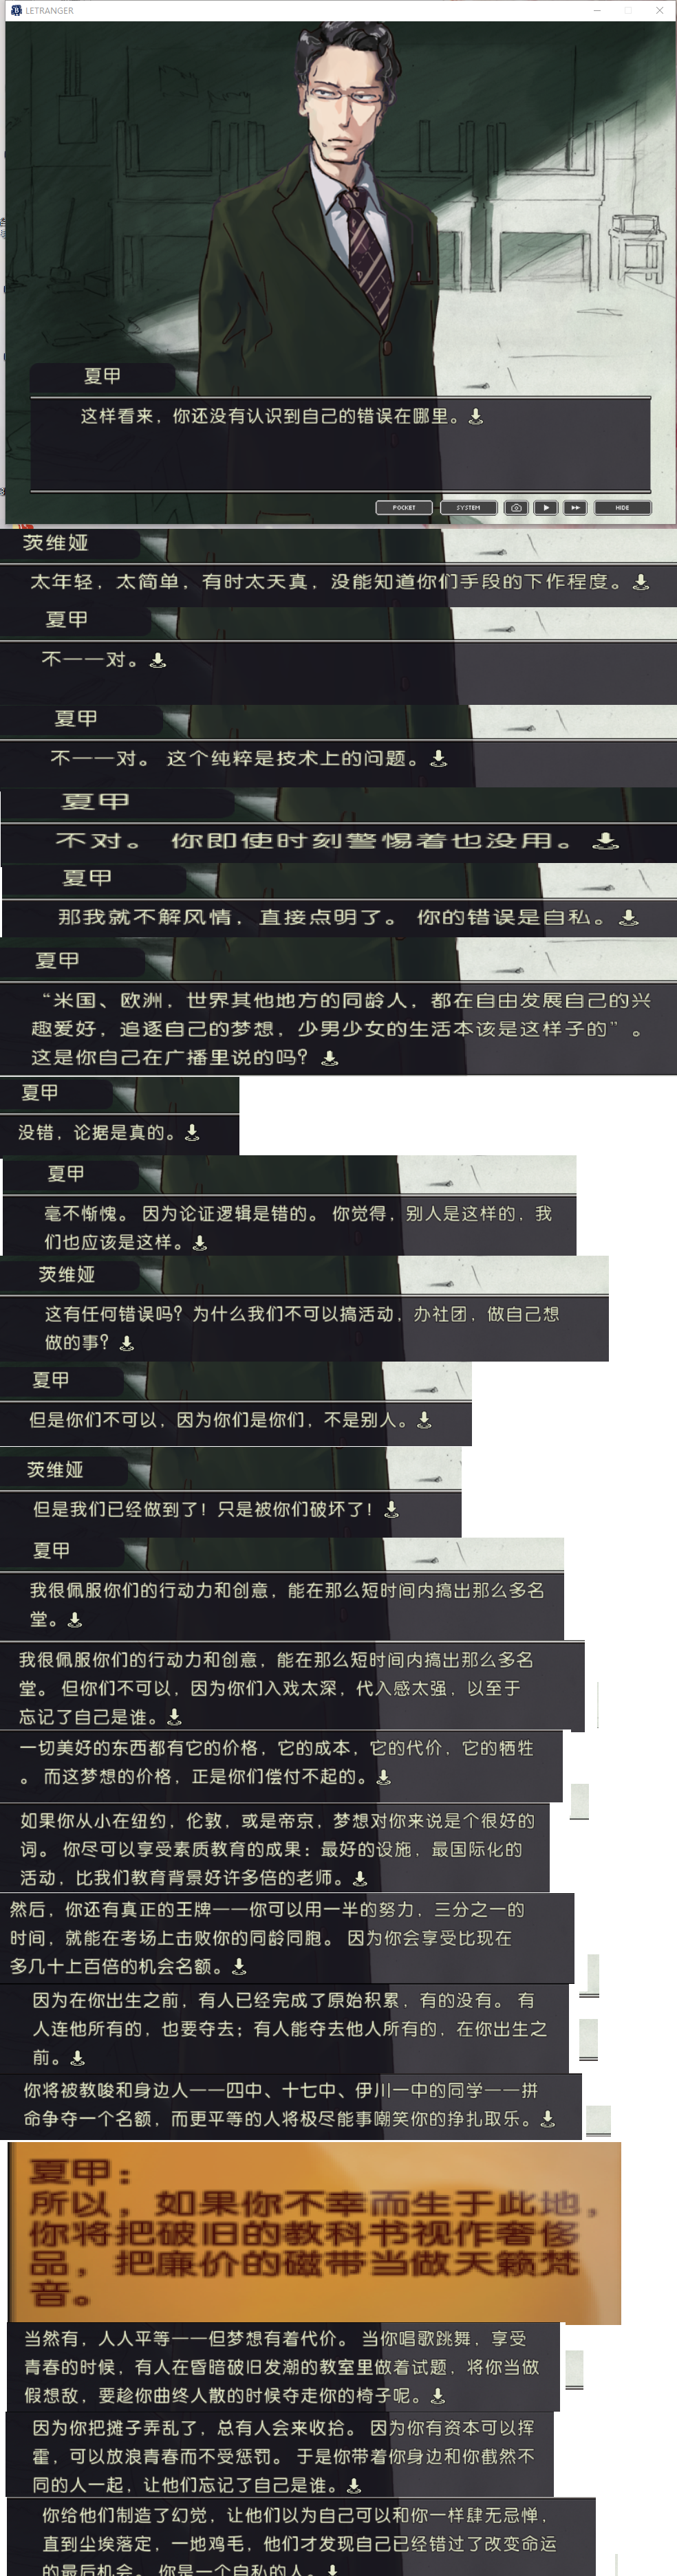 LETRANGER
夏甲
这样看来，你还没有认识到自己的错误在哪里。
POCKET
SYSTEM
HIDE
茨维娅
太年轻，太简单，有时太天真，没能知道你们手段的下作程度。
夏甲
不——对。
夏甲
不——对。 这个纯粹是技术上的问题。
夏甲
不对。 你即使时刻警惕着也没用。
夏甲
那我就不解风情，直接点明了。 你的错误是自私。
夏甲
“米国、欧洲，世界其他地方的同龄人，都在自由发展自己的兴
趣爱好，追逐自己的梦想，少男少女的生活本该是这样子的”。
这是你自己在广播里说的吗？
夏甲
没错，论据是真的。
夏甲
毫不惭愧。 因为论证逻辑是错的。 你觉得，别人是这样的，我
们也应该是这样。
茨维娅
这有任何错误吗？为什么我们不可以搞活动，办社团，做自己想
做的事？
夏甲
但是你们不可以，因为你们是你们，不是别人。
茨维娅
但是我们已经做到了！只是被你们破坏了！
夏甲
我很佩服你们的行动力和创意，能在那么短时间内搞出那么多名
堂。
我很佩服你们的行动力和创意，能在那么短时间内搞出那么多名
堂。 但你们不可以，因为你们入戏太深，代入感太强，以至于
忘记了自己是谁。
一切美好的东西都有它的价格，它的成本，它的代价，它的牺牲
。 而这梦想的价格，正是你们偿付不起的。
如果你从小在纽约，伦敦，或是帝京，梦想对你来说是个很好的
词。 你尽可以享受素质教育的成果：最好的设施，最国际化的
活动，比我们教育背景好许多倍的老师。
然后，你还有真正的王牌——你可以用一半的努力，三分之一的
时间，就能在考场上击败你的同龄同胞。 因为你会享受比现在
多几十上百倍的机会名额。
因为在你出生之前，有人已经完成了原始积累，有的没有。 有
人连他所有的，也要夺去；有人能夺去他人所有的，在你出生之
前。
你将被教唆和身边人——四中、十七中、伊川一中的同学——拼
命争夺一个名额，而更平等的人将极尽能事嘲笑你的挣扎取乐。
夏甲：
所以，如果你不幸而生于此地，
你将把破旧的教科书视作奢侈
品，把廉价的磁带当做天籁梵
音。
当然有，人人平等——但梦想有着代价。 当你唱歌跳舞，享受
青春的时候，有人在昏暗破旧发潮的教室里做着试题，将你当做
假想敌，要趁你曲终人散的时候夺走你的椅子呢。
因为你把摊子弄乱了，总有人会来收拾。 因为你有资本可以挥
霍，可以放浪青春而不受惩罚。 于是你带着你身边和你截然不
同的人一起，让他们忘记了自己是谁。
你给他们制造了幻觉，让他们以为自己可以和你一样肆无忌惮，
直到尘埃落定，一地鸡毛，他们才发现自己已经错过了改变命运
的最后机会。 你是一个自私的人。